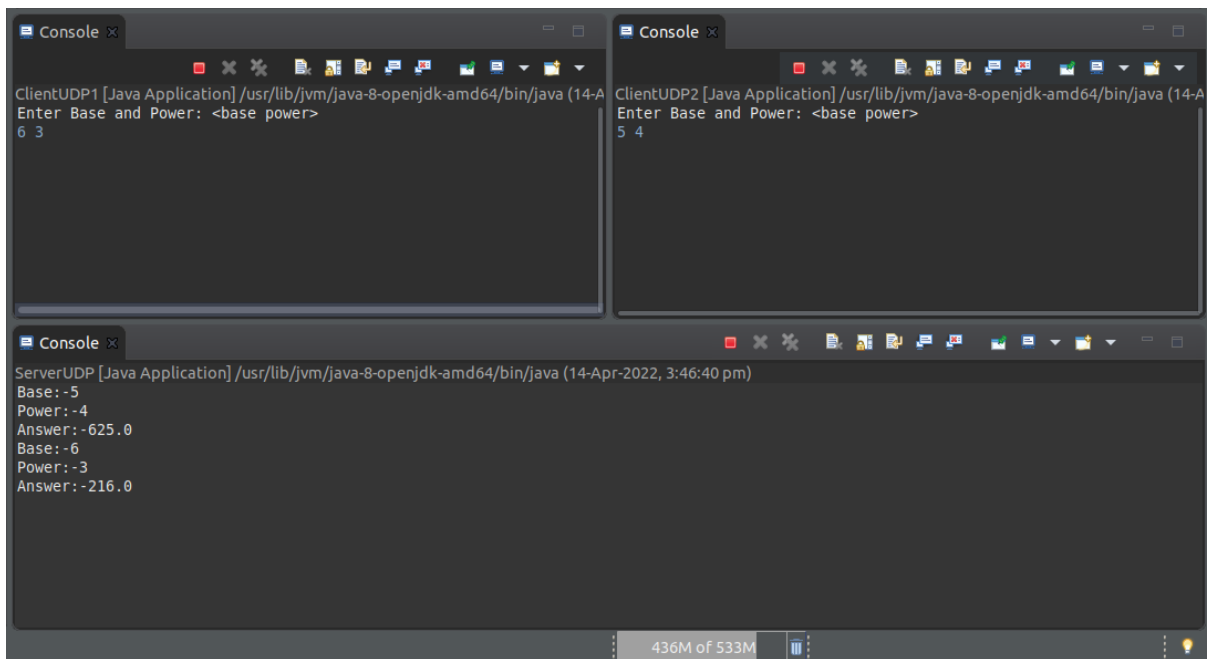 Console
ClientUDP1 [Java Application] /usr/lib/jvm/java-8-openjdk-amd64/bin/java (14-A
Enter Base and Power: <base power>
6 3
Console
ClientUDP2 [Java Application] /usr/lib/jvm/java-8-openjdk-amd64/bin/java (14-A
Enter Base and Power: <base power>
5 4
Console
ServerUDP [Java Application] /usr/lib/jvm/java-8-openjdk-amd64/bin/java (14-Apr-2022, 3:46:40 pm)
Base:-5
Power:-4
Answer:-625.0
Base:-6
Power:-3
Answer:-216.0
436M of 533M